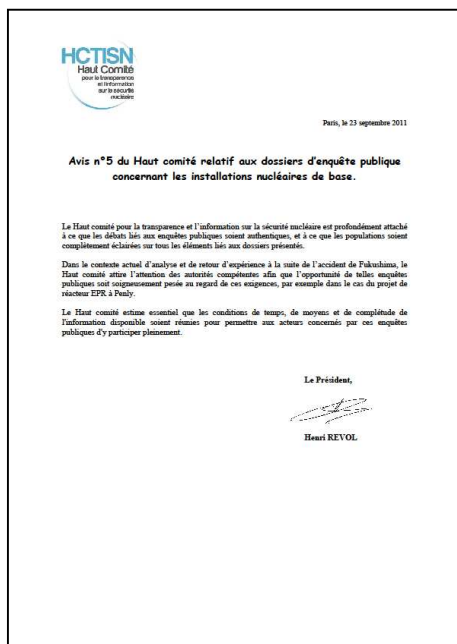 HCTISN
Haut Comité
pour la transparence
et l'information
sur la sécurité
nucléaire
Paris, le 23 septembre 2011
Avis n°5 du Haut comité relatif aux dossiers d'enquête publique
concernant les installations nucléaires de base.
Le Haut comité pour la transparence et l'information sur la sécurité nucléaire est profondément attaché
à ce que les débats liés aux enquêtes publiques soient authentiques, et à ce que les populations soient
complètement éclairées sur tous les éléments liés aux dossiers présentés.
Dans le contexte actuel d'analyse et de retour d'expérience à la suite de l'accident de Fukushima, le
Haut comité attire l'attention des autorités compétentes afin que l'opportunité de telles enquêtes
publiques soit soigneusement pesée au regard de ces exigences, par exemple dans le cas du projet de
réacteur EPR à Penly.
Le Haut comité estime essentiel que les conditions de temps, de moyens et de complétude de
l'information disponible soient réunies pour permettre aux acteurs concernés par ces enquêtes
publiques d'y participer pleinement.
Le Président,
Henri REVOL